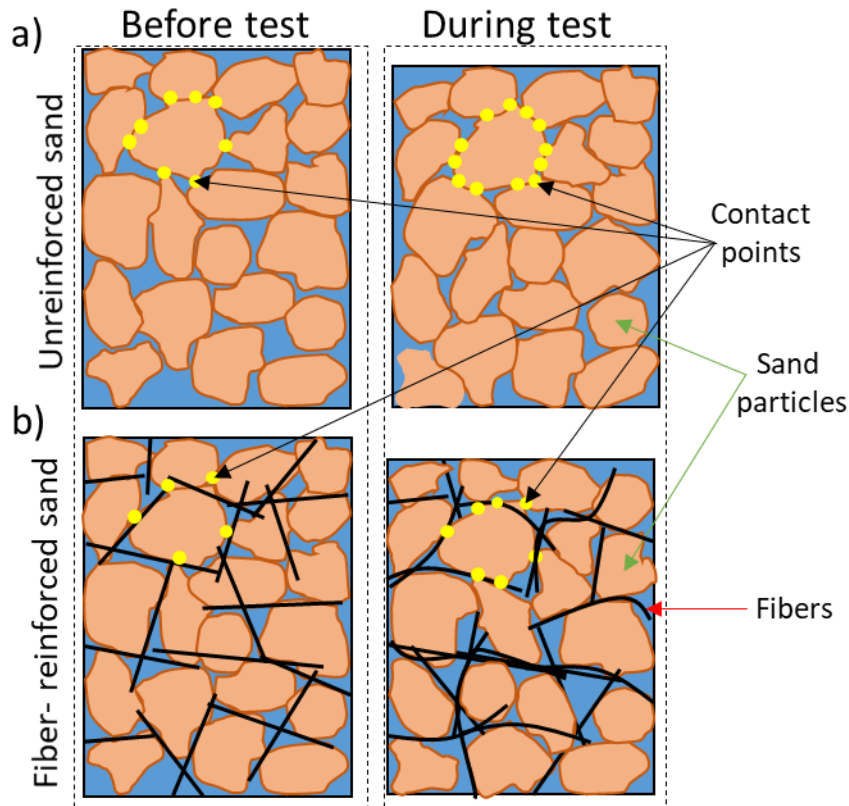 a)
Before test
During test
Unreinforced sand
Contact
points
Sand
particles
b)
Fiber- reinforced sand
Fibers